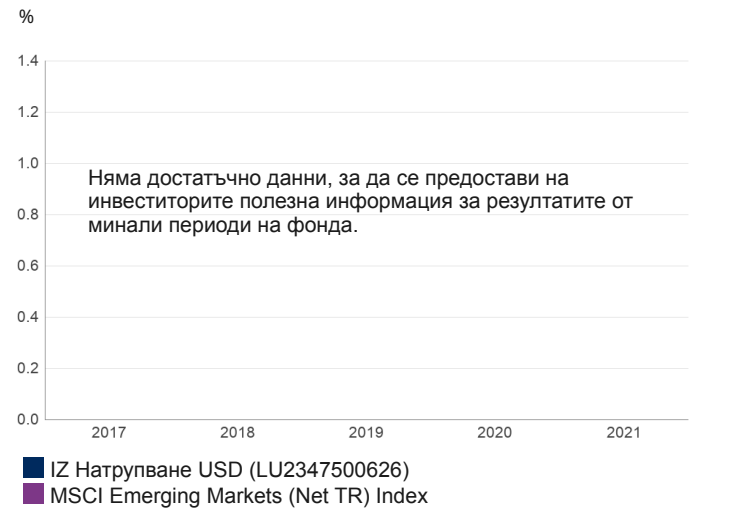 %
1.4
1.2
1.0
Няма достатъчно данни, за да се предостави на
инвеститорите полезна информация за резултатите от
0.8
минали периоди на фонда.
0.6
0.4
0.2
0.0
2017 2018 2019 2020 2021
IZ Натрупване USD (LU2347500626)
MSCI Emerging Markets (Net TR) Index